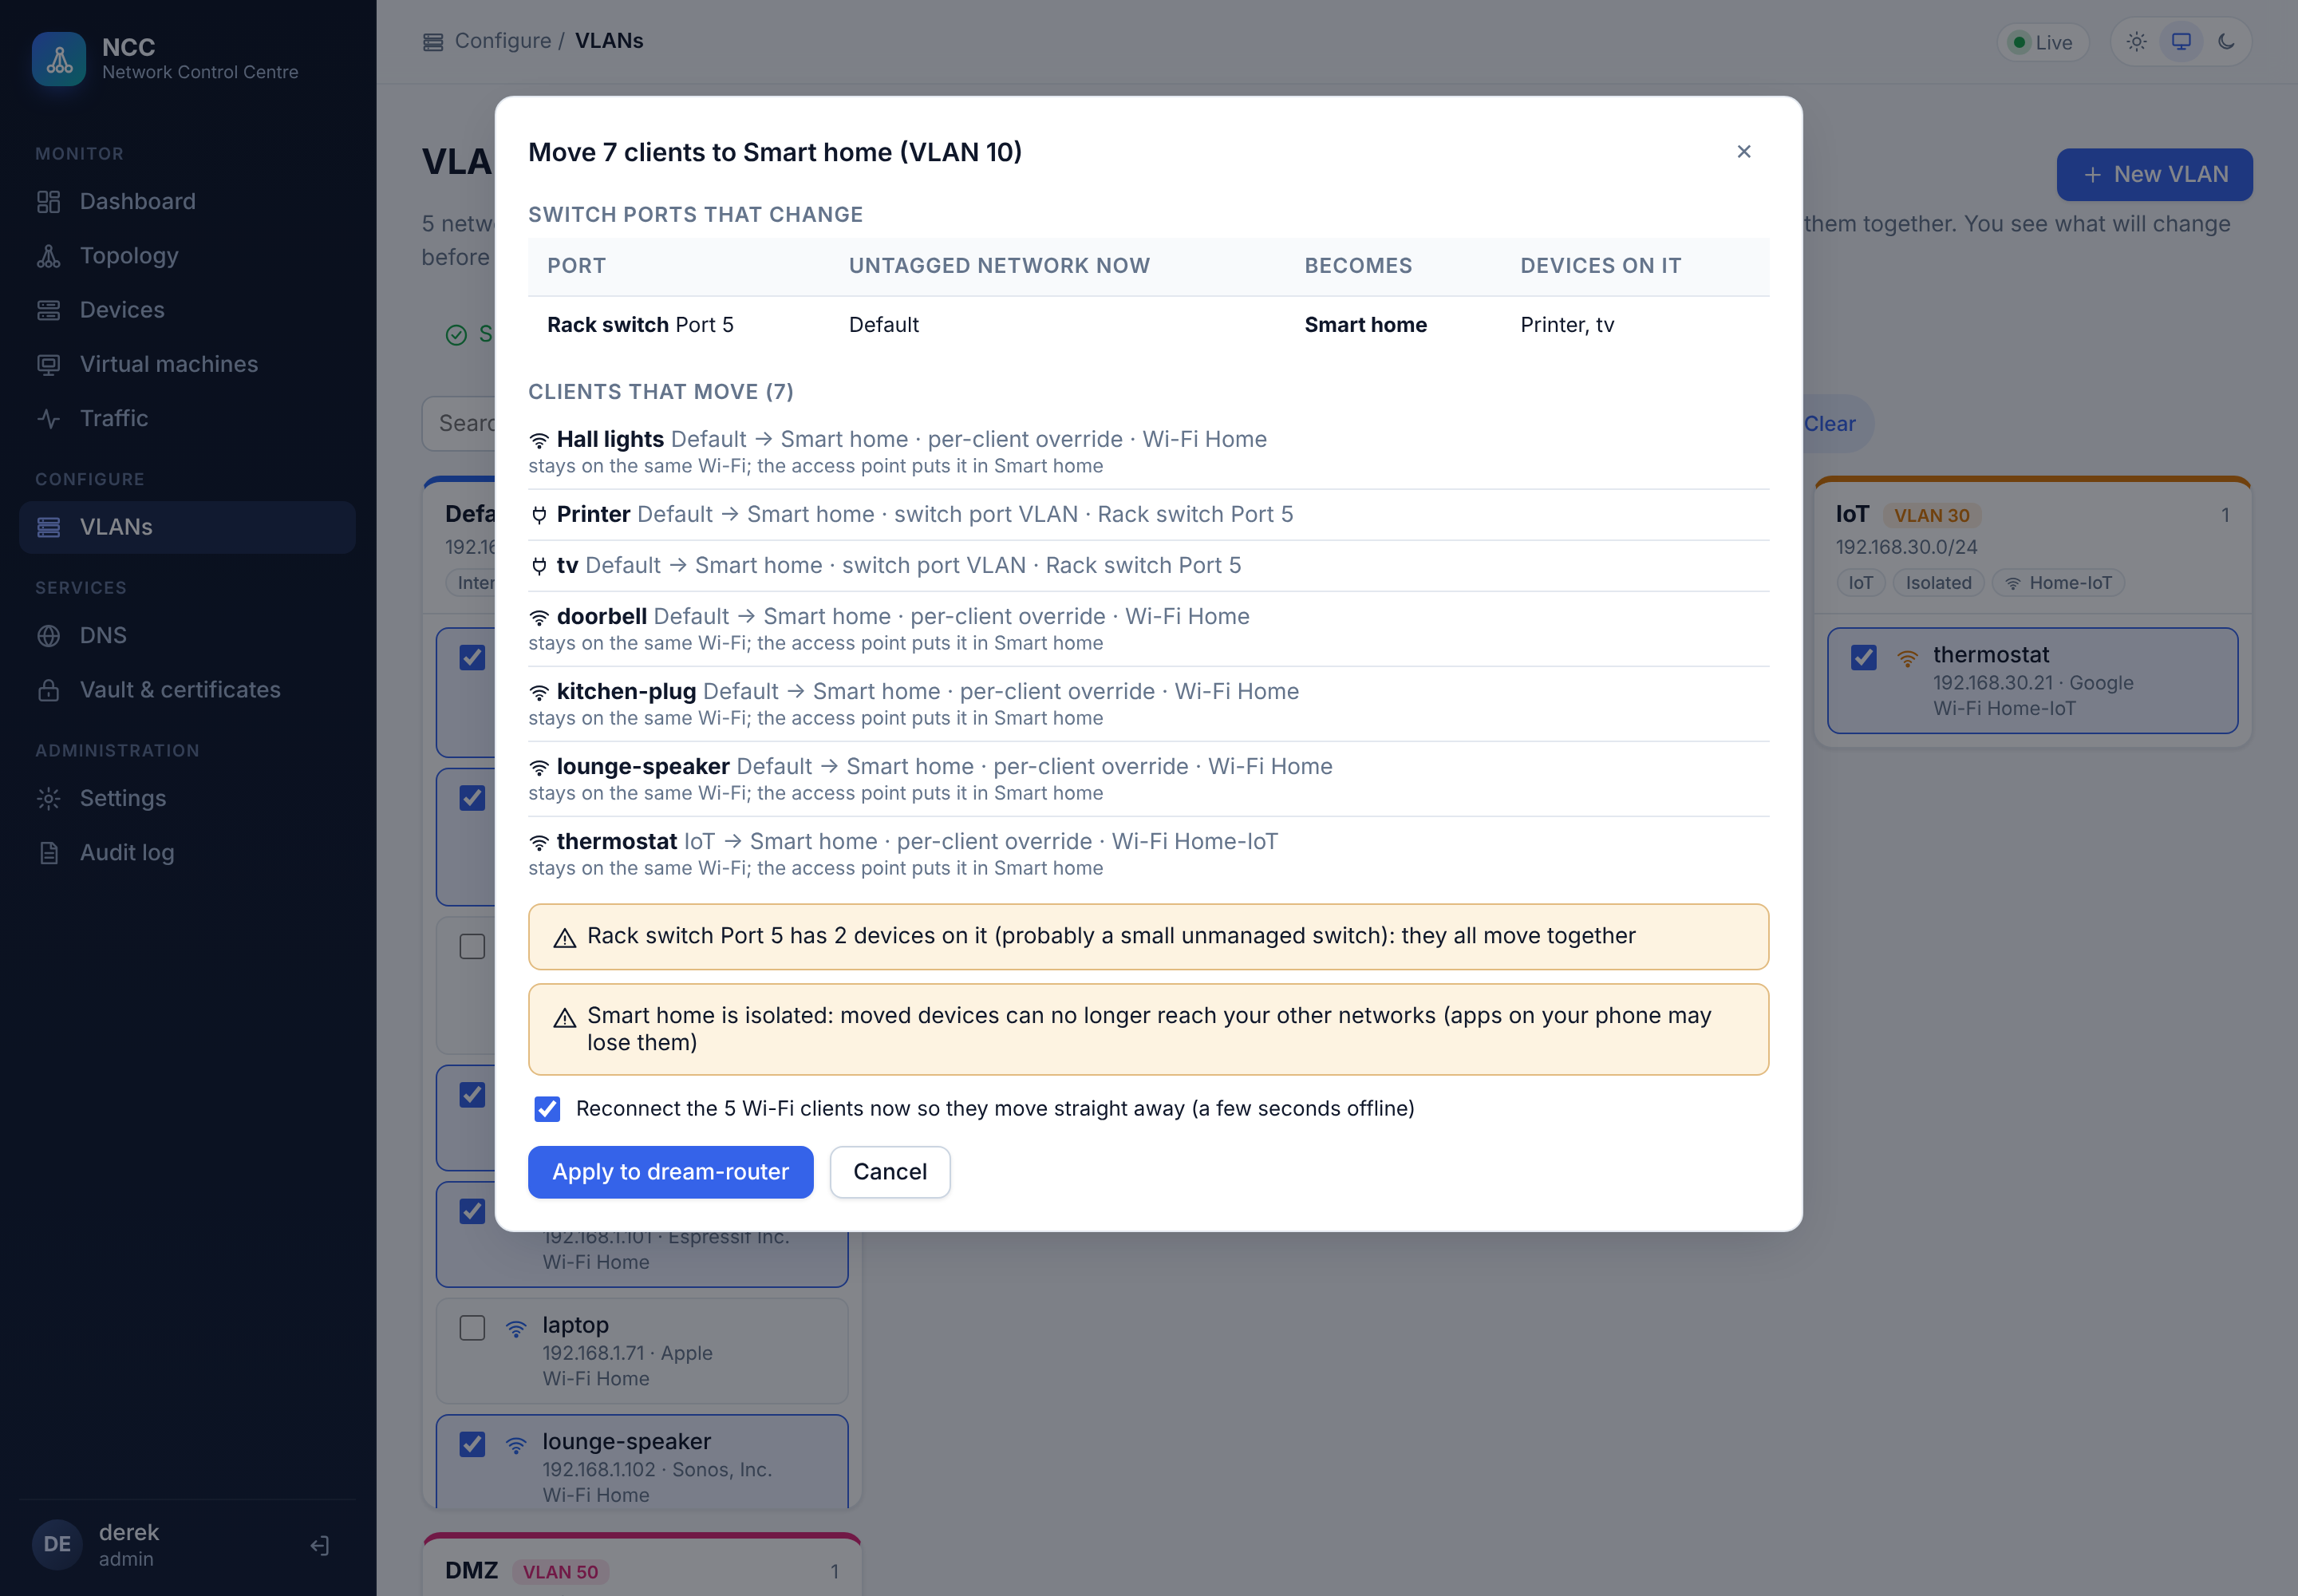 NCC
Network Control Centre
MONITOR
Dashboard
Topology
Devices
Virtual machines
Traffic
CONFIGURE
VLANs
SERVICES
DNS
Vault & certificates
ADMINISTRATION
Settings
Audit log
DE
derek
admin
Configure / VLANs
Live
New VLAN
them together. You see what will change
before
Clear
Move 7 clients to Smart home (VLAN 10)
SWITCH PORTS THAT CHANGE
PORT UNTAGGED NETWORK NOW BECOMES DEVICES ON IT
Rack switch Port 5 Default Smart home Printer, tv
CLIENTS THAT MOVE (7)
Hall lights Default → Smart home · per-client override · Wi-Fi Home
stays on the same Wi-Fi; the access point puts it in Smart home
Printer Default → Smart home · switch port VLAN · Rack switch Port 5
tv Default → Smart home · switch port VLAN · Rack switch Port 5
doorbell Default → Smart home · per-client override · Wi-Fi Home
stays on the same Wi-Fi; the access point puts it in Smart home
kitchen-plug Default → Smart home · per-client override · Wi-Fi Home
stays on the same Wi-Fi; the access point puts it in Smart home
lounge-speaker Default → Smart home · per-client override · Wi-Fi Home
stays on the same Wi-Fi; the access point puts it in Smart home
thermostat IoT → Smart home · per-client override · Wi-Fi Home-IoT
stays on the same Wi-Fi; the access point puts it in Smart home
Rack switch Port 5 has 2 devices on it (probably a small unmanaged switch): they all move together
Smart home is isolated: moved devices can no longer reach your other networks (apps on your phone may
lose them)
Reconnect the 5 Wi-Fi clients now so they move straight away (a few seconds offline)
Apply to dream-router
Cancel
IoT VLAN 30 1
192.168.30.0/24
IoT Isolated Home-IoT
thermostat
192.168.30.21 · Google
Wi-Fi Home-IoT
192.168.1.101 · Espressif Inc.
Wi-Fi Home
laptop
192.168.1.71 · Apple
Wi-Fi Home
lounge-speaker
192.168.1.102 · Sonos, Inc.
Wi-Fi Home
DMZ VLAN 50 1